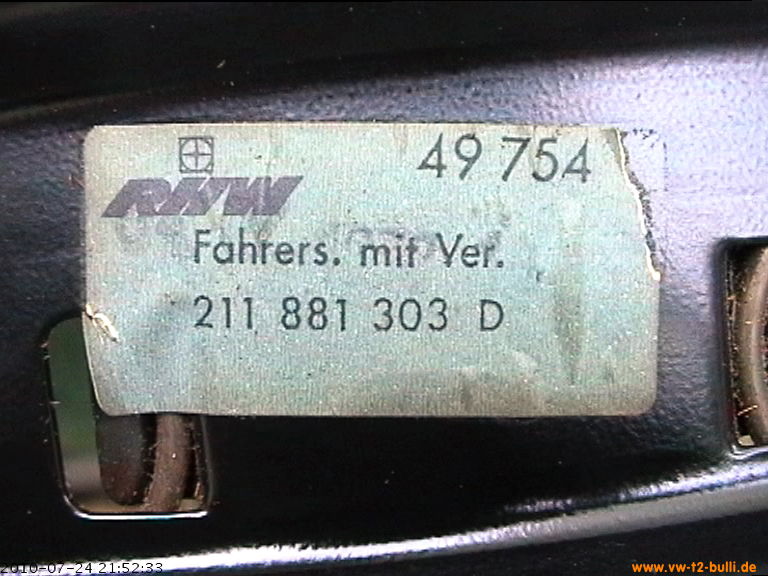 49 754
RHW
Fahrers. mit Ver.
211 881 303 D
2010-07-24 21:52:33
www.vw-t2-bulli.de